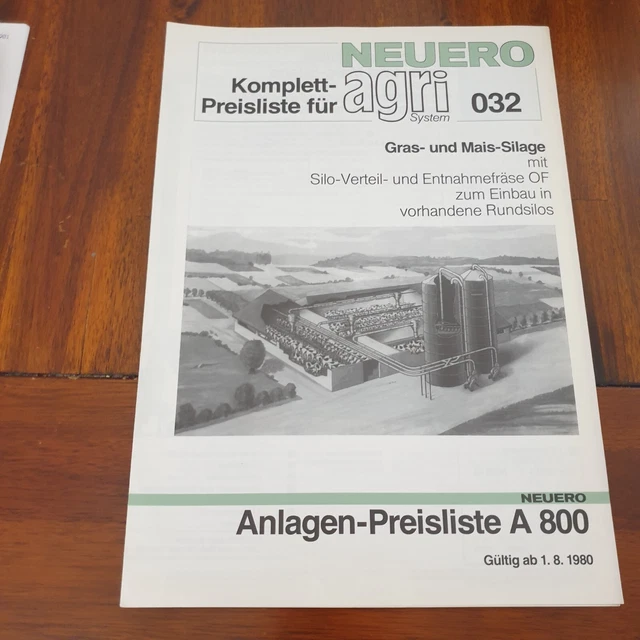 NEUERO
Komplett-
Preisliste für
agri
System
032
Gras- und Mais-Silage
mit
Silo-Verteil- und Entnahmefräse OF
zum Einbau in
vorhandene Rundsilos
NEUERO
Anlagen-Preisliste A 800
Gültig ab 1. 8. 1980